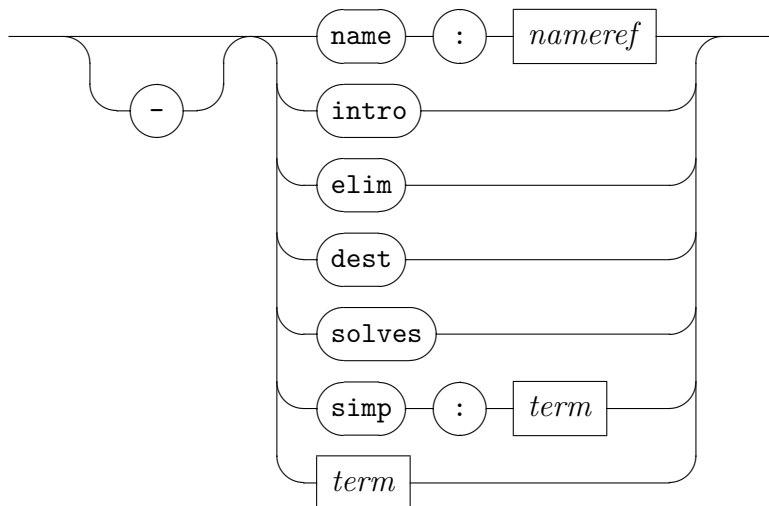 name : nameref
-
intro
elim
dest
solves
simp : term
term